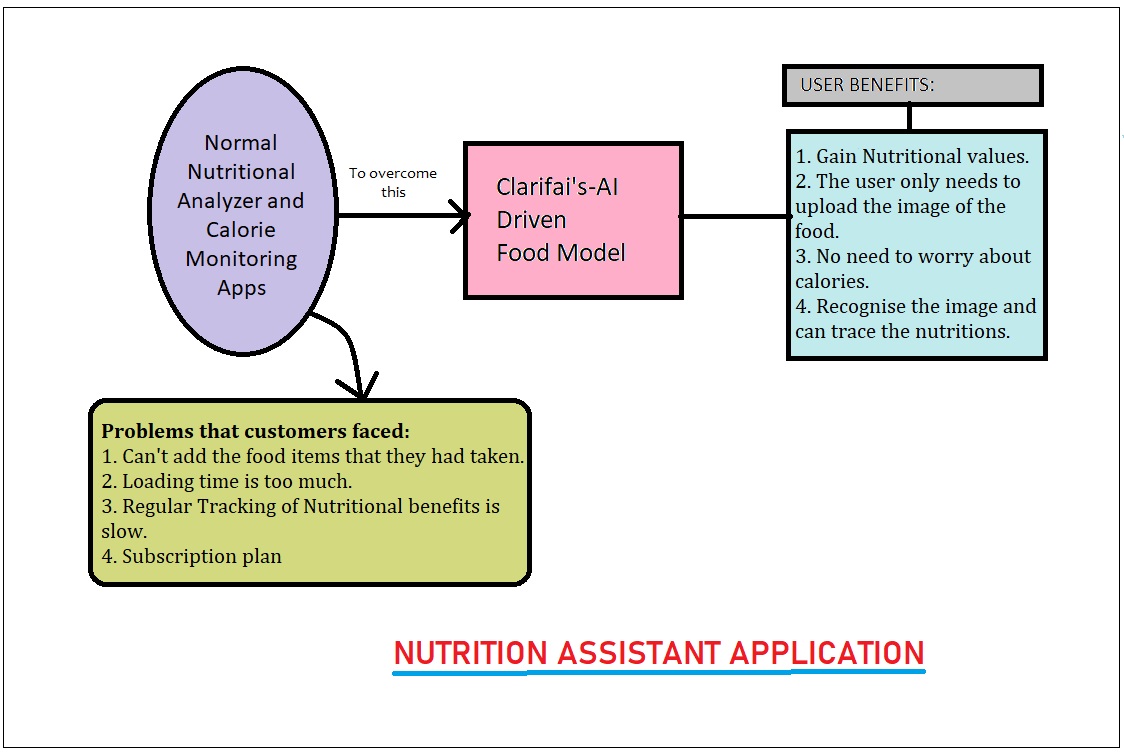 Normal
Nutritional
Analyzer and
Calorie
Monitoring
Apps
To overcome
this
Clarifai's-AI
Driven
Food Model
USER BENEFITS:
1. Gain Nutritional values.
2. The user only needs to
upload the image of the
food.
3. No need to worry about
calories.
4. Recognise the image and
can trace the nutritions.
Problems that customers faced:
1. Can't add the food items that they had taken.
2. Loading time is too much.
3. Regular Tracking of Nutritional benefits is
slow.
4. Subscription plan
NUTRITION ASSISTANT APPLICATION